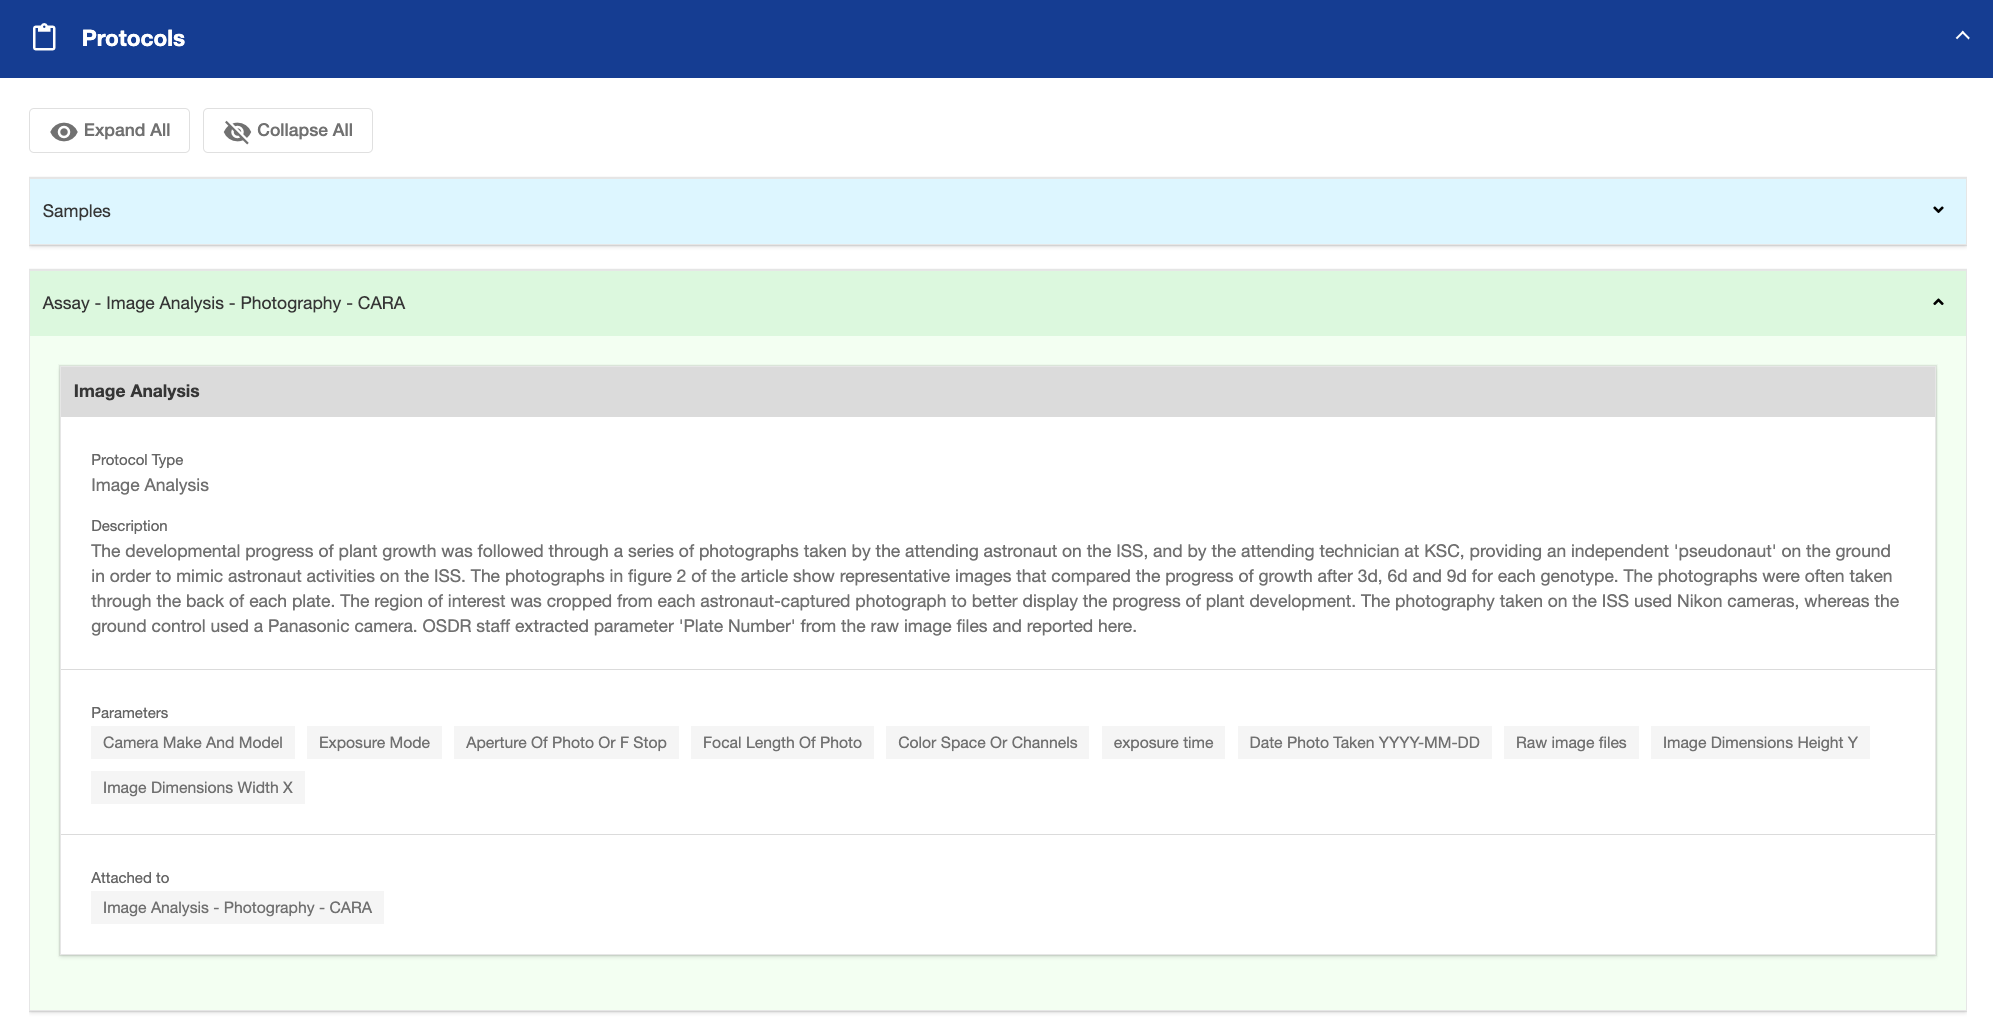 Protocols
Expand All
Collapse All
Samples
Assay - Image Analysis - Photography - CARA
Image Analysis
Protocol Type
Image Analysis
Description
The developmental progress of plant growth was followed through a series of photographs taken by the attending astronaut on the ISS, and by the attending technician at KSC, providing an independent 'pseudonaut' on the ground
in order to mimic astronaut activities on the ISS. The photographs in figure 2 of the article show representative images that compared the progress of growth after 3d, 6d and 9d for each genotype. The photographs were often taken
through the back of each plate. The region of interest was cropped from each astronaut-captured photograph to better display the progress of plant development. The photography taken on the ISS used Nikon cameras, whereas the
ground control used a Panasonic camera. OSDR staff extracted parameter 'Plate Number' from the raw image files and reported here.
Parameters
Camera Make And Model Exposure Mode Aperture Of Photo Or F Stop Focal Length Of Photo Color Space Or Channels exposure time Date Photo Taken YYYY-MM-DD Raw image files Image Dimensions Height Y
Image Dimensions Width X
Attached to
Image Analysis - Photography - CARA